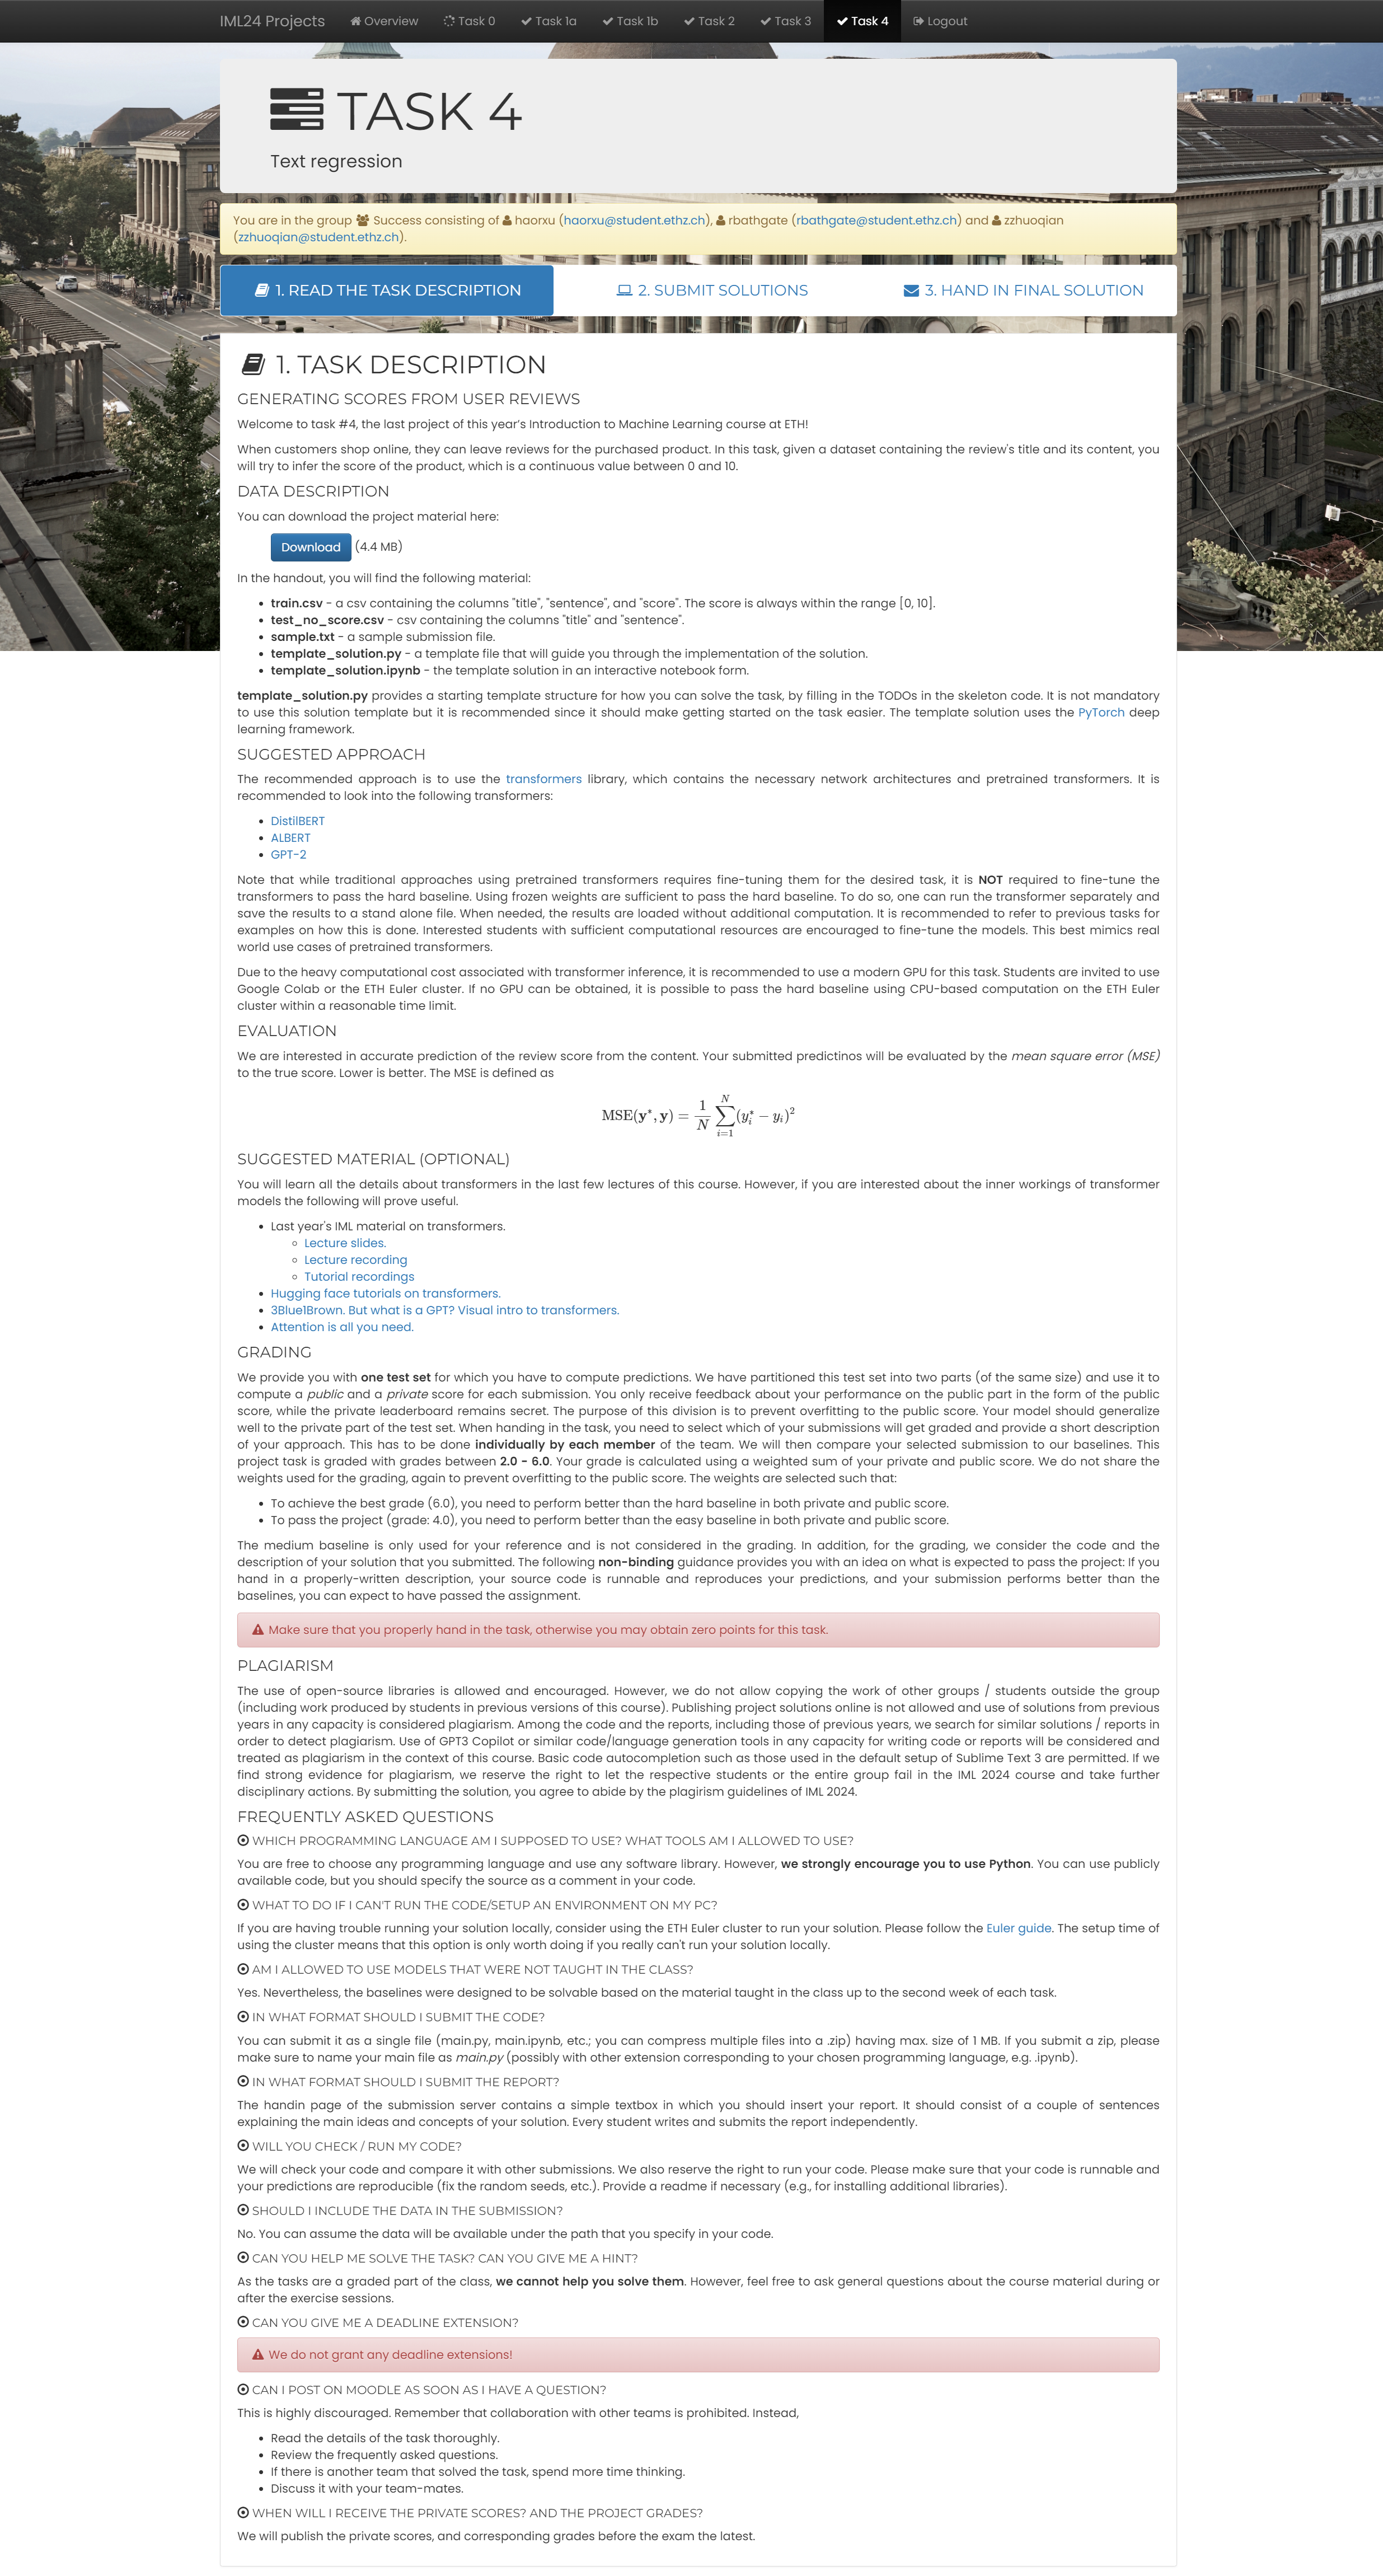 IML24 Projects Overview Task 0 Task 1a Task 1b Task 2 Task 3 Task 4 Logout
TASK 4
Text regression
You are in the group Success consisting of haorxu (haorxu@student.ethz.ch), rbathgate (rbathgate@student.ethz.ch) and zzhuoqian
(zzhuoqian@student.ethz.ch).
1. READ THE TASK DESCRIPTION 2. SUBMIT SOLUTIONS 3. HAND IN FINAL SOLUTION
1. TASK DESCRIPTION
GENERATING SCORES FROM USER REVIEWS
Welcome to task #4, the last project of this year's Introduction to Machine Learning course at ETH!
When customers shop online, they can leave reviews for the purchased product. In this task, given a dataset containing the review's title and its content, you
will try to infer the score of the product, which is a continuous value between 0 and 10.
DATA DESCRIPTION
You can download the project material here:
Download (4.4 MB)
In the handout, you will find the following material:
• train.csv - a csv containing the columns "title", "sentence", and "score". The score is always within the range [0, 10].
• test_no_score.csv - csv containing the columns "title" and "sentence".
• sample.txt - a sample submission file.
• template_solution.py - a template file that will guide you through the implementation of the solution.
• template_solution.ipynb - the template solution in an interactive notebook form.
template_solution.py provides a starting template structure for how you can solve the task, by filling in the TODOs in the skeleton code. It is not mandatory
to use this solution template but it is recommended since it should make getting started on the task easier. The template solution uses the PyTorch deep
learning framework.
SUGGESTED APPROACH
The recommended approach is to use the transformers library, which contains the necessary network architectures and pretrained transformers. It is
recommended to look into the following transformers:
• DistilBERT
• ALBERT
• GPT-2
Note that while traditional approaches using pretrained transformers requires fine-tuning them for the desired task, it is NOT required to fine-tune the
transformers to pass the hard baseline. Using frozen weights are sufficient to pass the hard baseline. To do so, one can run the transformer separately and
save the results to a stand alone file. When needed, the results are loaded without additional computation. It is recommended to refer to previous tasks for
examples on how this is done. Interested students with sufficient computational resources are encouraged to fine-tune the models. This best mimics real
world use cases of pretrained transformers.
Due to the heavy computational cost associated with transformer inference, it is recommended to use a modern GPU for this task. Students are invited to use
Google Colab or the ETH Euler cluster. If no GPU can be obtained, it is possible to pass the hard baseline using CPU-based computation on the ETH Euler
cluster within a reasonable time limit.
EVALUATION
We are interested in accurate prediction of the review score from the content. Your submitted predictinos will be evaluated by the mean square error (MSE)
to the true score. Lower is better. The MSE is defined as
MSE(y*, y) = 1/N ∑_{i=1}^{N} (y_i^* − y_i)^2
SUGGESTED MATERIAL (OPTIONAL)
You will learn all the details about transformers in the last few lectures of this course. However, if you are interested about the inner workings of transformer
models the following will prove useful.
• Last year's IML material on transformers.
◦ Lecture slides.
◦ Lecture recording
◦ Tutorial recordings
• Hugging face tutorials on transformers.
• 3Blue1Brown. But what is a GPT? Visual intro to transformers.
• Attention is all you need.
GRADING
We provide you with one test set for which you have to compute predictions. We have partitioned this test set into two parts (of the same size) and use it to
compute a public and a private score for each submission. You only receive feedback about your performance on the public part in the form of the public
score, while the private leaderboard remains secret. The purpose of this division is to prevent overfitting to the public score. Your model should generalize
well to the private part of the test set. When handing in the task, you need to select which of your submissions will get graded and provide a short description
of your approach. This has to be done individually by each member of the team. We will then compare your selected submission to our baselines. This
project task is graded with grades between 2.0 - 6.0. Your grade is calculated using a weighted sum of your private and public score. We do not share the
weights used for the grading, again to prevent overfitting to the public score. The weights are selected such that:
• To achieve the best grade (6.0), you need to perform better than the hard baseline in both private and public score.
• To pass the project (grade: 4.0), you need to perform better than the easy baseline in both private and public score.
The medium baseline is only used for your reference and is not considered in the grading. In addition, for the grading, we consider the code and the
description of your solution that you submitted. The following non-binding guidance provides you with an idea on what is expected to pass the project: If you
hand in a properly-written description, your source code is runnable and reproduces your predictions, and your submission performs better than the
baselines, you can expect to have passed the assignment.
Make sure that you properly hand in the task, otherwise you may obtain zero points for this task.
PLAGIARISM
The use of open-source libraries is allowed and encouraged. However, we do not allow copying the work of other groups / students outside the group
(including work produced by students in previous versions of this course). Publishing project solutions online is not allowed and use of solutions from previous
years in any capacity is considered plagiarism. Among the code and the reports, including those of previous years, we search for similar solutions / reports in
order to detect plagiarism. Use of GPT3 Copilot or similar code/language generation tools in any capacity for writing code or reports will be considered and
treated as plagiarism in the context of this course. Basic code autocompletion such as those used in the default setup of Sublime Text 3 are permitted. If we
find strong evidence for plagiarism, we reserve the right to let the respective students or the entire group fail in the IML 2024 course and take further
disciplinary actions. By submitting the solution, you agree to abide by the plagirism guidelines of IML 2024.
FREQUENTLY ASKED QUESTIONS
WHICH PROGRAMMING LANGUAGE AM I SUPPOSED TO USE? WHAT TOOLS AM I ALLOWED TO USE?
You are free to choose any programming language and use any software library. However, we strongly encourage you to use Python. You can use publicly
available code, but you should specify the source as a comment in your code.
WHAT TO DO IF I CAN'T RUN THE CODE/SETUP AN ENVIRONMENT ON MY PC?
If you are having trouble running your solution locally, consider using the ETH Euler cluster to run your solution. Please follow the Euler guide. The setup time of
using the cluster means that this option is only worth doing if you really can't run your solution locally.
AM I ALLOWED TO USE MODELS THAT WERE NOT TAUGHT IN THE CLASS?
Yes. Nevertheless, the baselines were designed to be solvable based on the material taught in the class up to the second week of each task.
IN WHAT FORMAT SHOULD I SUBMIT THE CODE?
You can submit it as a single file (main.py, main.ipynb, etc.; you can compress multiple files into a .zip) having max. size of 1 MB. If you submit a zip, please
make sure to name your main file as main.py (possibly with other extension corresponding to your chosen programming language, e.g. .ipynb).
IN WHAT FORMAT SHOULD I SUBMIT THE REPORT?
The handin page of the submission server contains a simple textbox in which you should insert your report. It should consist of a couple of sentences
explaining the main ideas and concepts of your solution. Every student writes and submits the report independently.
WILL YOU CHECK / RUN MY CODE?
We will check your code and compare it with other submissions. We also reserve the right to run your code. Please make sure that your code is runnable and
your predictions are reproducible (fix the random seeds, etc.). Provide a readme if necessary (e.g., for installing additional libraries).
SHOULD I INCLUDE THE DATA IN THE SUBMISSION?
No. You can assume the data will be available under the path that you specify in your code.
CAN YOU HELP ME SOLVE THE TASK? CAN YOU GIVE ME A HINT?
As the tasks are a graded part of the class, we cannot help you solve them. However, feel free to ask general questions about the course material during or
after the exercise sessions.
CAN YOU GIVE ME A DEADLINE EXTENSION?
We do not grant any deadline extensions!
CAN I POST ON MOODLE AS SOON AS I HAVE A QUESTION?
This is highly discouraged. Remember that collaboration with other teams is prohibited. Instead,
• Read the details of the task thoroughly.
• Review the frequently asked questions.
• If there is another team that solved the task, spend more time thinking.
• Discuss it with your team-mates.
WHEN WILL I RECEIVE THE PRIVATE SCORES? AND THE PROJECT GRADES?
We will publish the private scores, and corresponding grades before the exam the latest.